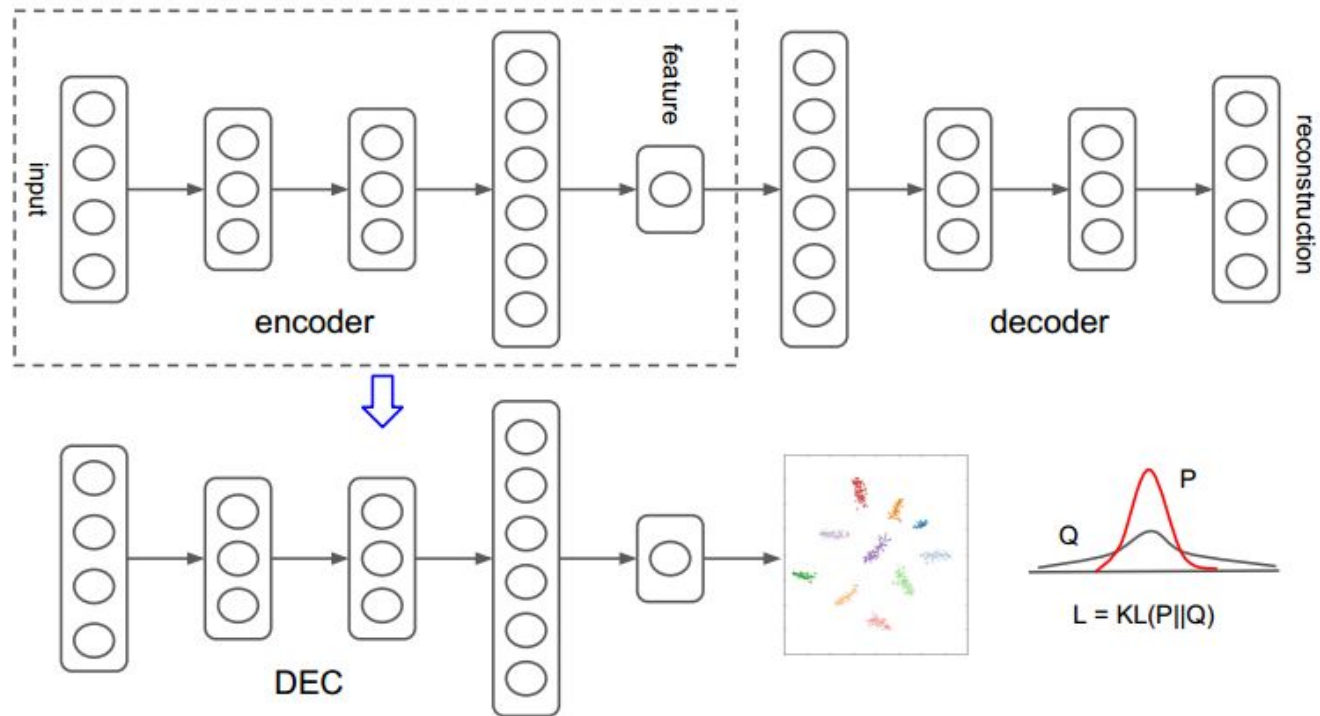 input
encoder
feature
decoder
reconstruction
DEC
P
Q
L = KL(P||Q)